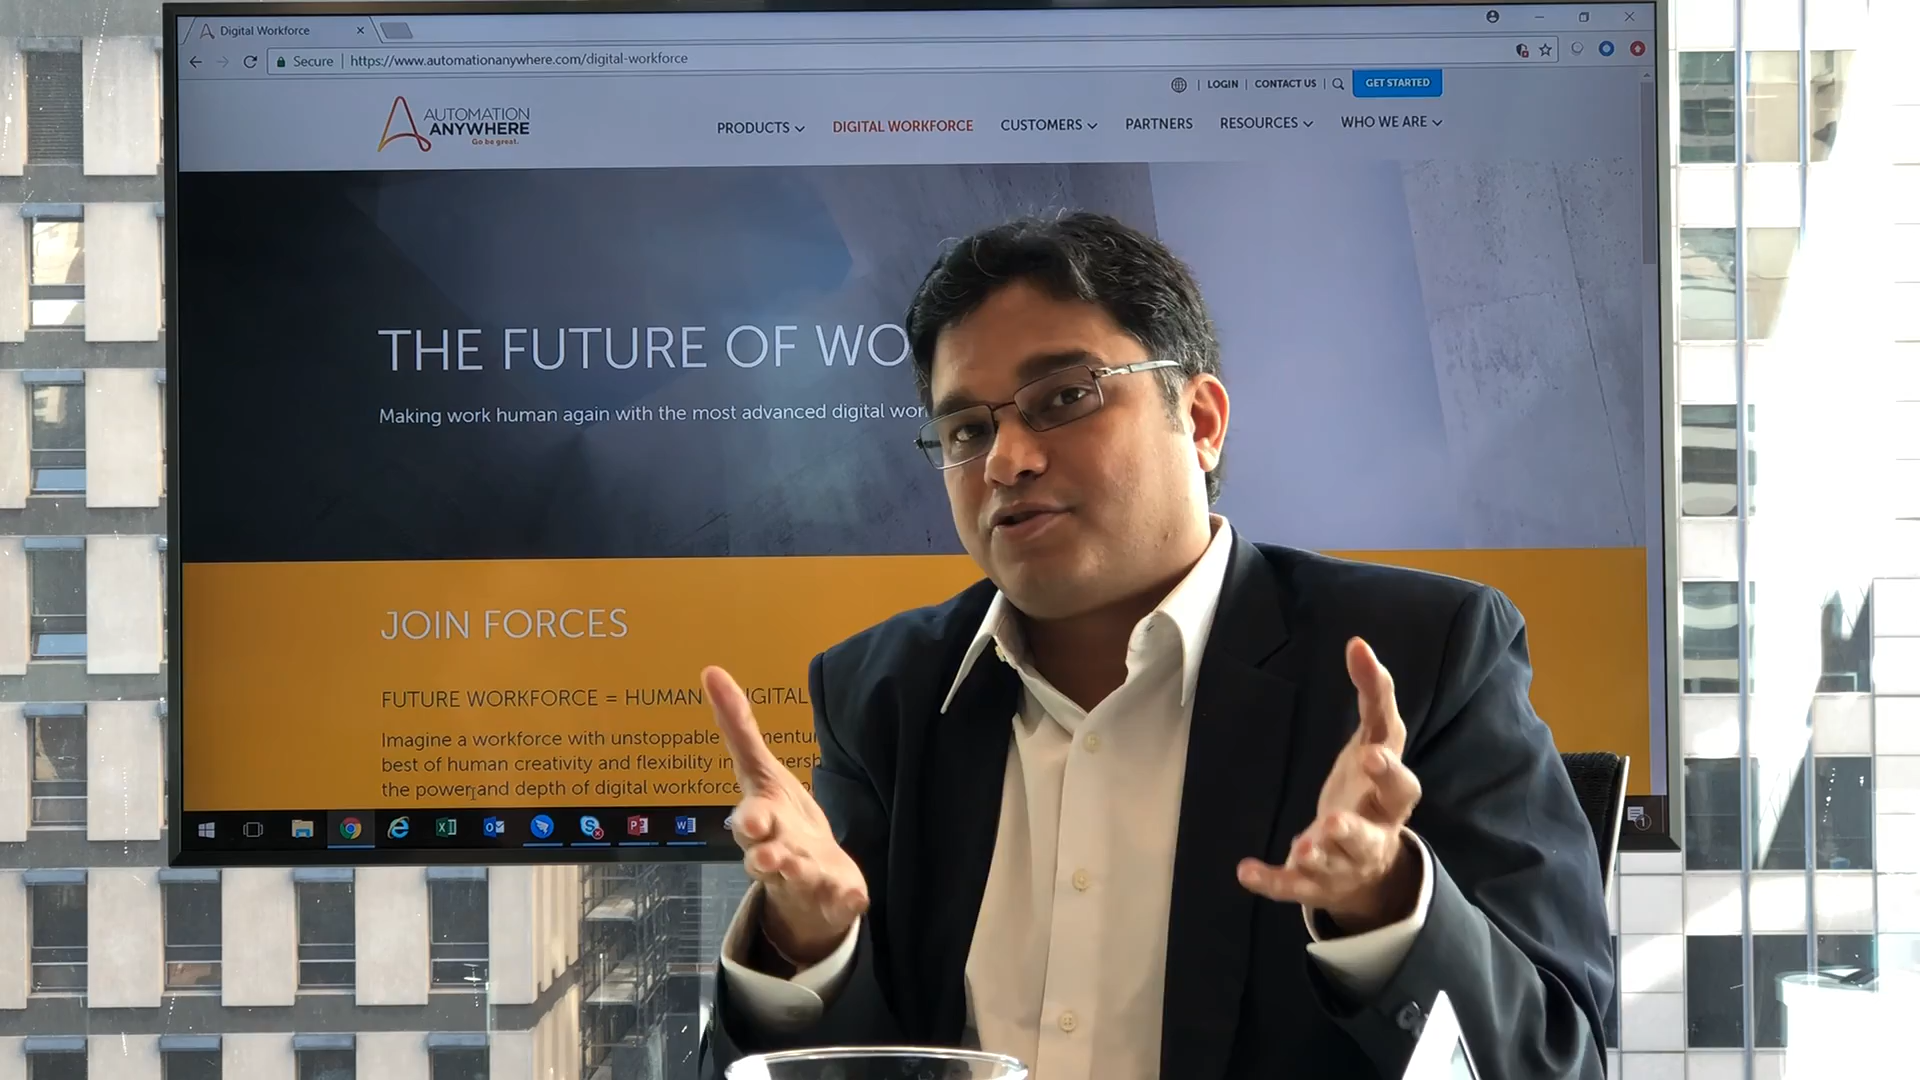 Digital Workforce
Secure https://www.automationanywhere.com/digital-workforce
LOGIN CONTACT US GET STARTED
AUTOMATION
ANYWHERE
Go be great.
PRODUCTS DIGITAL WORKFORCE CUSTOMERS PARTNERS RESOURCES WHO WE ARE
THE FUTURE OF
Making work human again with the most advanced digital
JOIN FORCES
FUTURE WORKFORCE = HUMAN
Imagine a workforce with unstoppable
best of human creativity and flexibility in
the power and depth of digital workforce